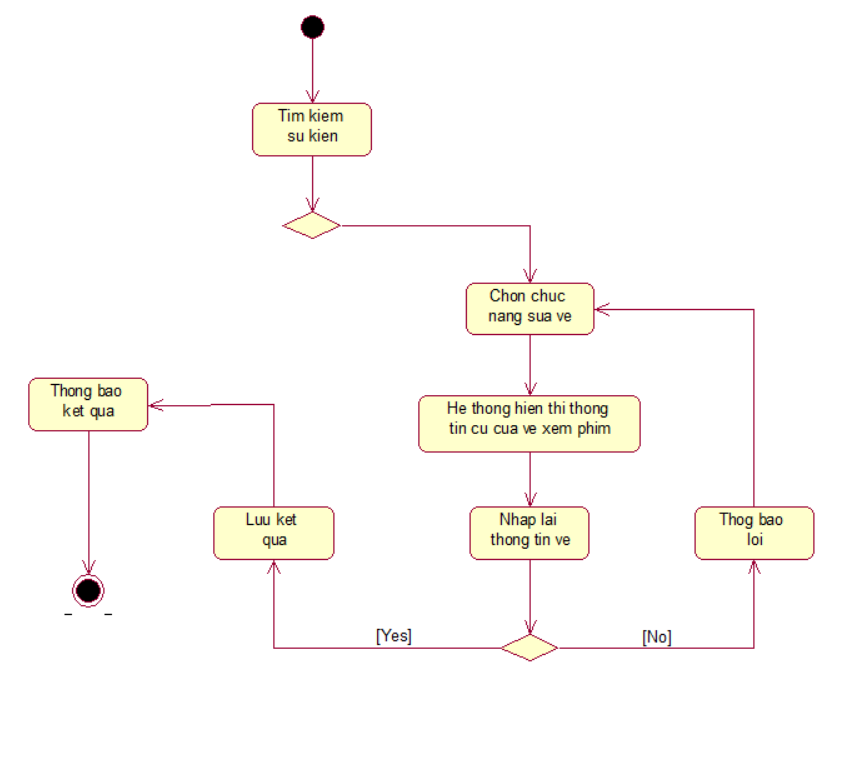 Tim kiem
su kien
Chon chuc
nang sua ve
He thong hien thi thong
tin cu cua ve xem phim
Thong bao
ket qua
Luu ket
qua
Nhap lai
thong tin ve
Thog bao
loi
[Yes]
[No]